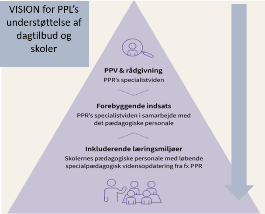 VISION for PPL's
understøttelse af
dagtilbud og
skoler
PPV & rådgivning
PPR's specialistviden
Forebyggende indsats
PPR's specialistviden i samarbejde med
det pædagogiske personale
Inkluderende læringsmiljøer
Skolernes pædagogiske personale med løbende
specialpædagogisk vidensopdatering fra fx PPR